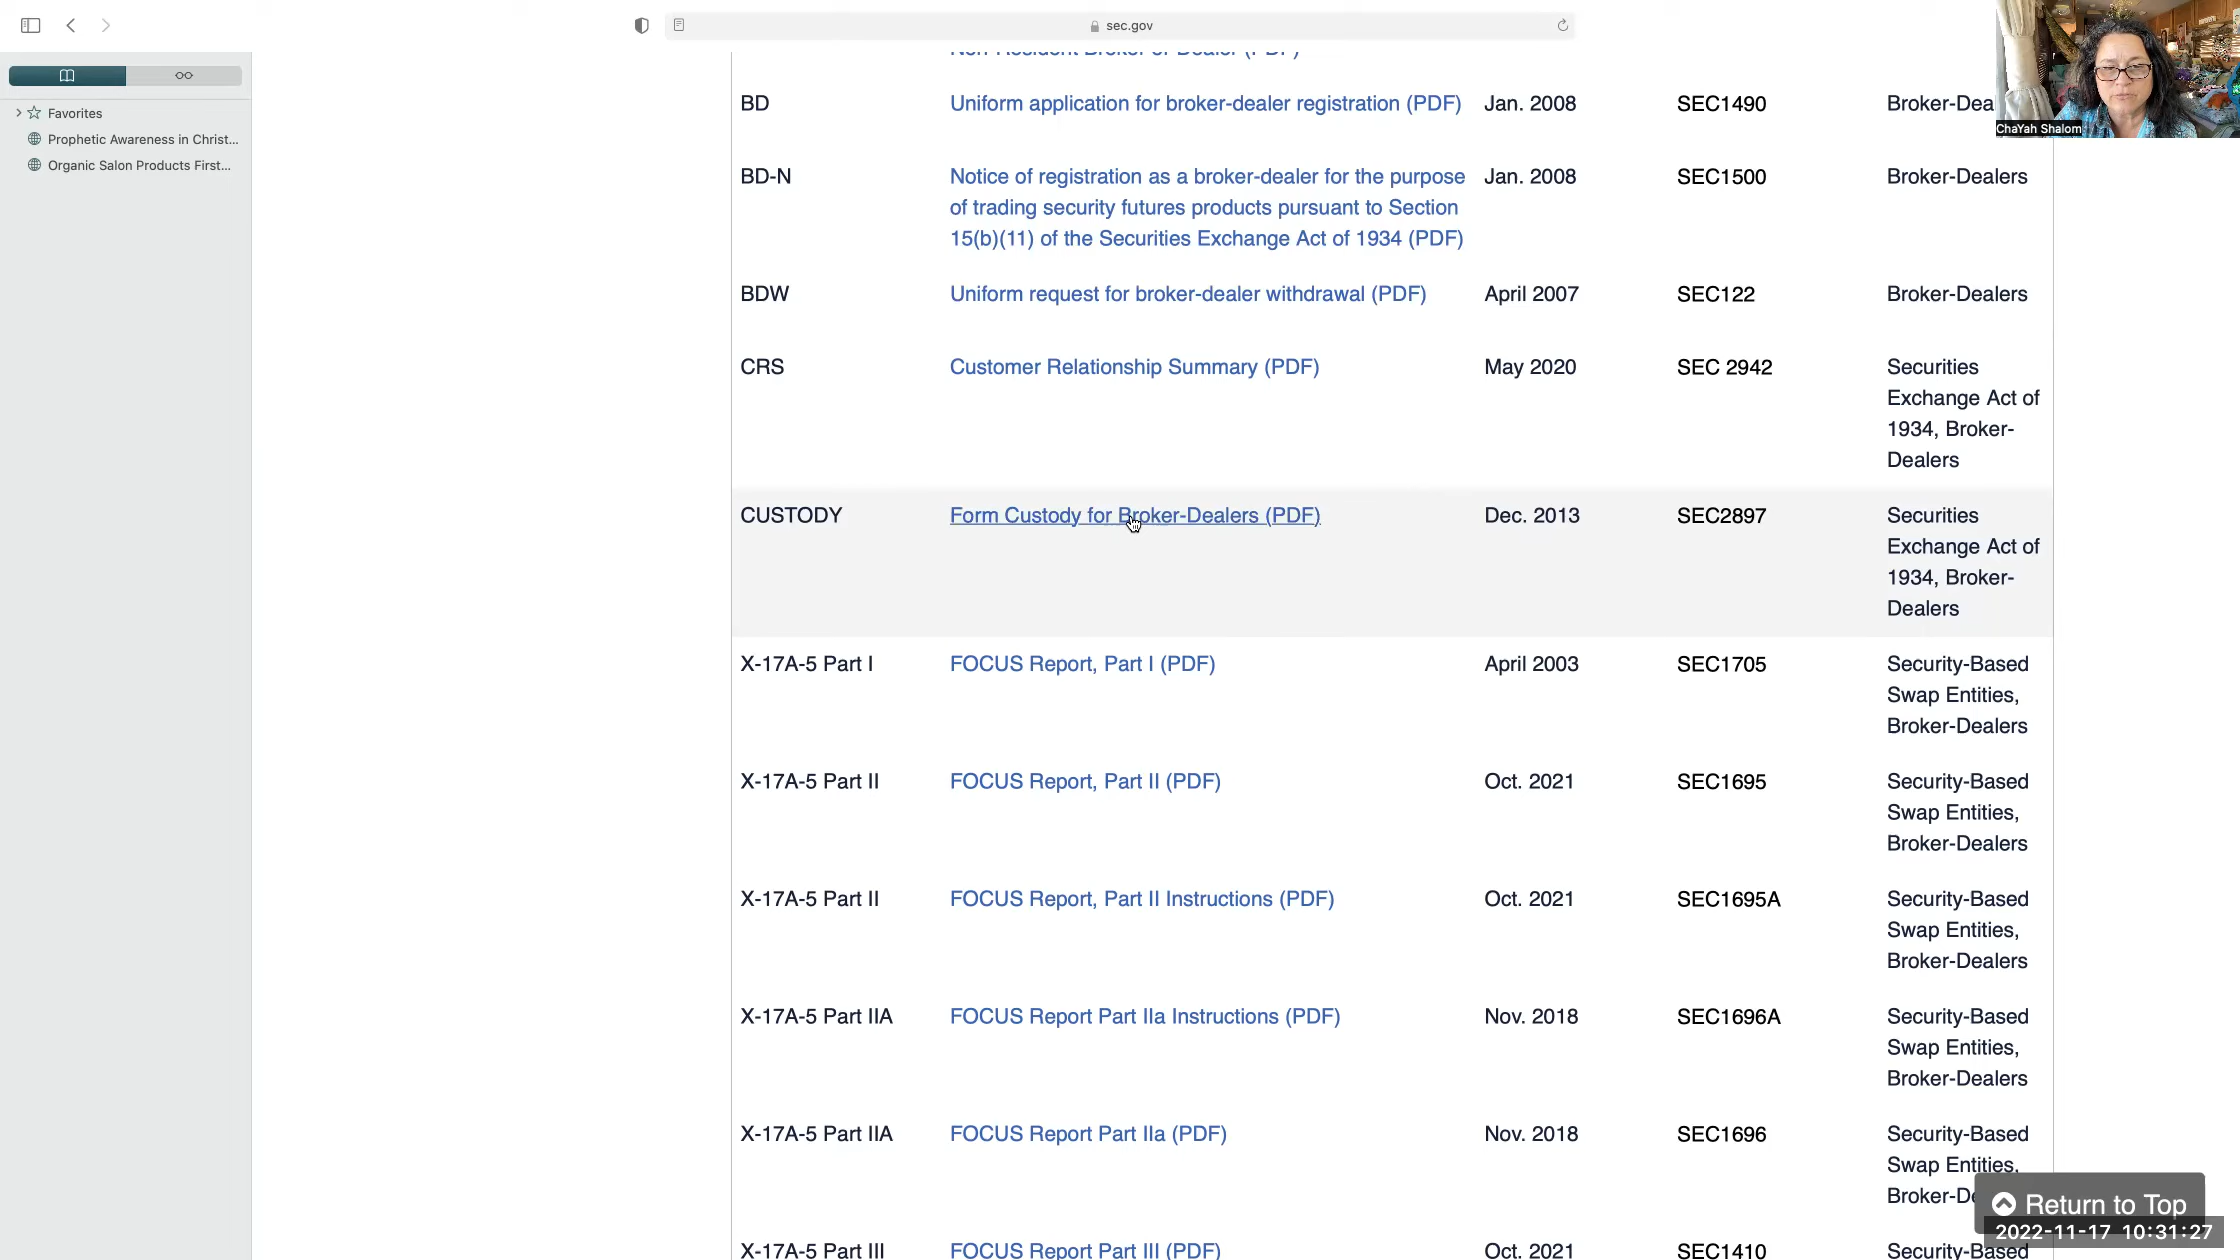 sec.gov
ChaYah Shalom
Favorites
Prophetic Awareness in Christ...
Organic Salon Products First...
Non-Resident Broker or Dealer (PDF)
BD Uniform application for broker-dealer registration (PDF) Jan. 2008 SEC1490 Broker-Dea
BD-N Notice of registration as a broker-dealer for the purpose Jan. 2008 SEC1500 Broker-Dealers
of trading security futures products pursuant to Section
15(b)(11) of the Securities Exchange Act of 1934 (PDF)
BDW Uniform request for broker-dealer withdrawal (PDF) April 2007 SEC122 Broker-Dealers
CRS Customer Relationship Summary (PDF) May 2020 SEC 2942 Securities
Exchange Act of
1934, Broker-
Dealers
CUSTODY Form Custody for Broker-Dealers (PDF) Dec. 2013 SEC2897 Securities
Exchange Act of
1934, Broker-
Dealers
X-17A-5 Part I FOCUS Report, Part I (PDF) April 2003 SEC1705 Security-Based
Swap Entities,
Broker-Dealers
X-17A-5 Part II FOCUS Report, Part II (PDF) Oct. 2021 SEC1695 Security-Based
Swap Entities,
Broker-Dealers
X-17A-5 Part II FOCUS Report, Part II Instructions (PDF) Oct. 2021 SEC1695A Security-Based
Swap Entities,
Broker-Dealers
X-17A-5 Part IIA FOCUS Report Part IIa Instructions (PDF) Nov. 2018 SEC1696A Security-Based
Swap Entities,
Broker-Dealers
X-17A-5 Part IIA FOCUS Report Part IIa (PDF) Nov. 2018 SEC1696 Security-Based
Swap Entities,
Broker-De
Return to Top
2022-11-17 10:31:27
X-17A-5 Part III FOCUS Report Part III (PDF) Oct. 2021 SEC1410 Security-Based